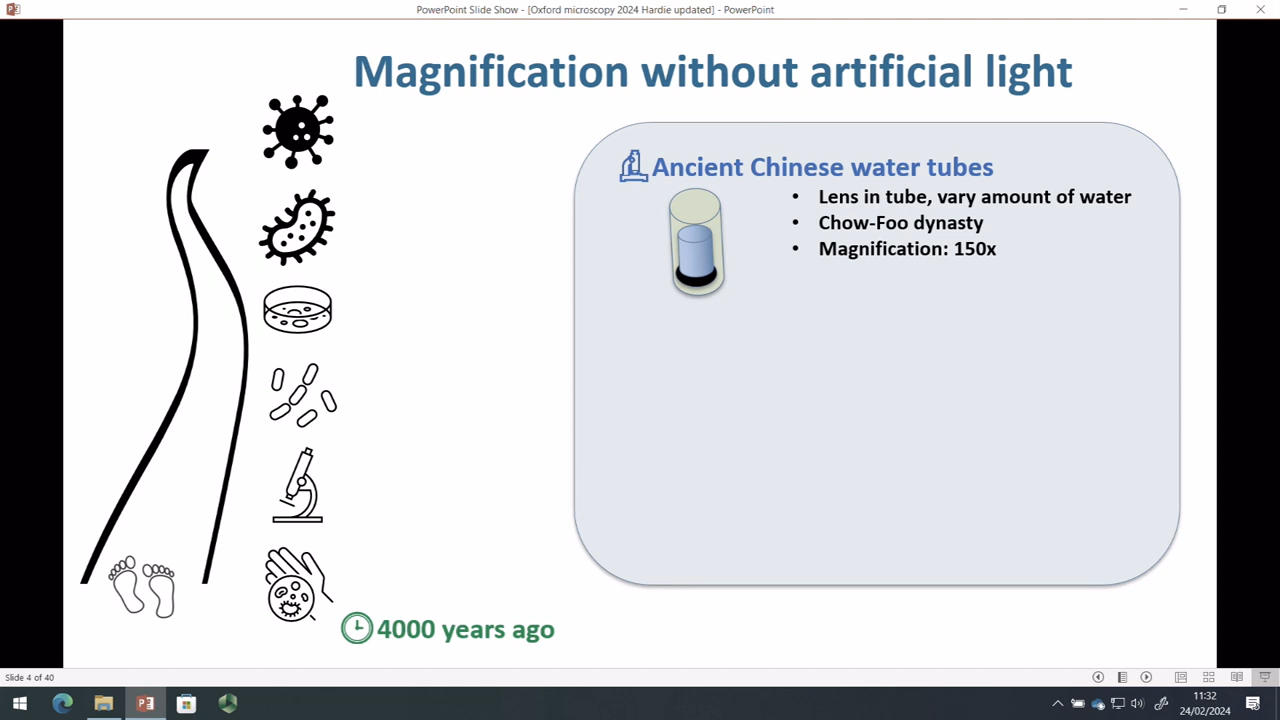 PowerPoint Slide Show - [Oxford microscopy 2024 Hardie updated] - PowerPoint
Magnification without artificial light
Ancient Chinese water tubes
• Lens in tube, vary amount of water
• Chow-Foo dynasty
• Magnification: 150x
4000 years ago
Slide 4 of 40
11:32
24/02/2024